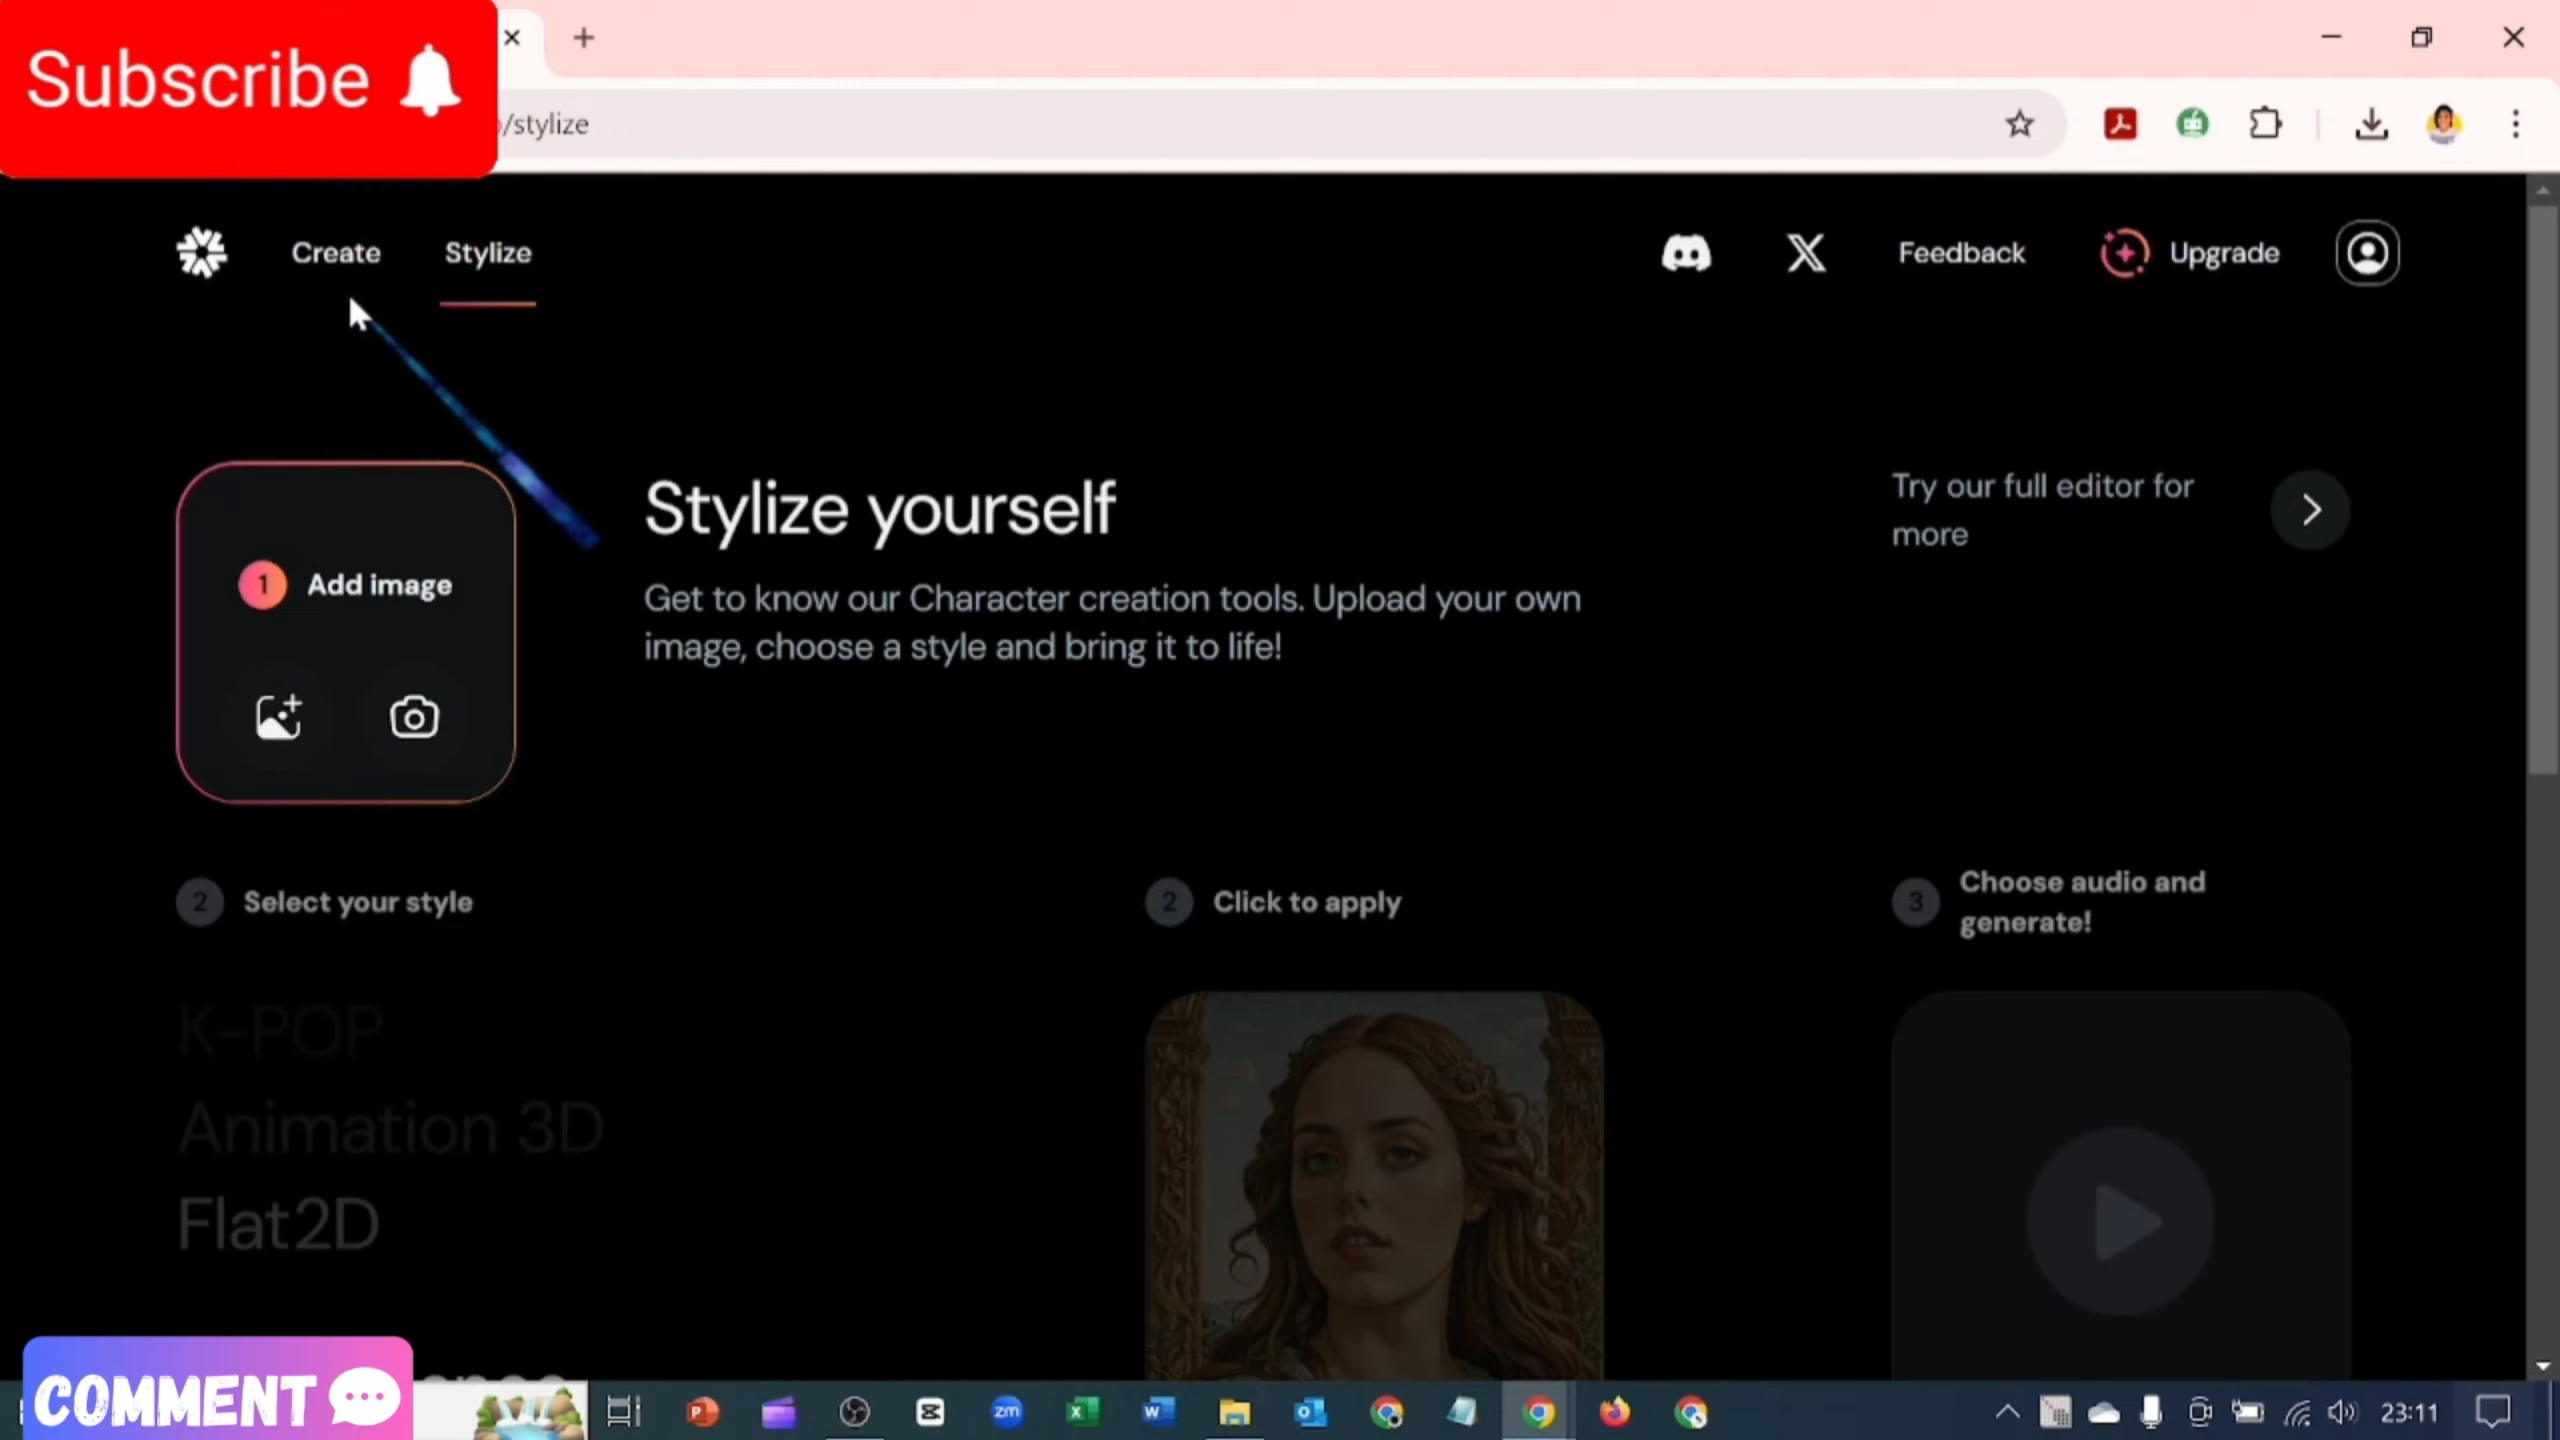 Subscribe
/stylize
Create
Stylize
Feedback
Upgrade
1
Add image
Stylize yourself
Get to know our Character creation tools. Upload your own
image, choose a style and bring it to life!
Try our full editor for
more
2
Select your style
2
Click to apply
3
Choose audio and
generate!
K-POP
Animation 3D
Flat2D
COMMENT
zm
23:11